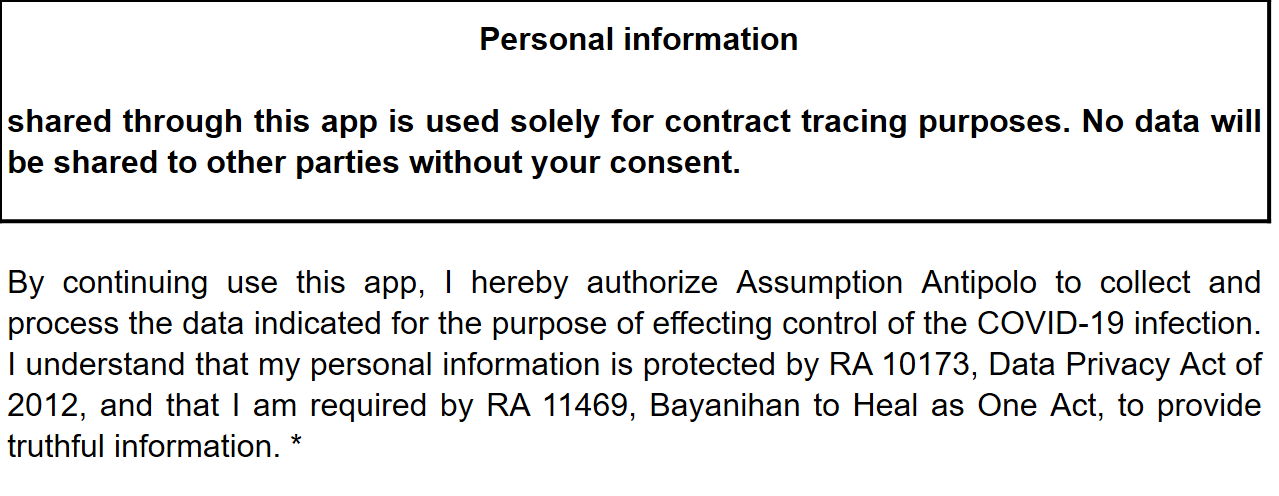 Personal information
shared through this app is used solely for contract tracing purposes. No data will
be shared to other parties without your consent.
By continuing use this app, I hereby authorize Assumption Antipolo to collect and
process the data indicated for the purpose of effecting control of the COVID-19 infection.
I understand that my personal information is protected by RA 10173, Data Privacy Act of
2012, and that I am required by RA 11469, Bayanihan to Heal as One Act, to provide
truthful information. *